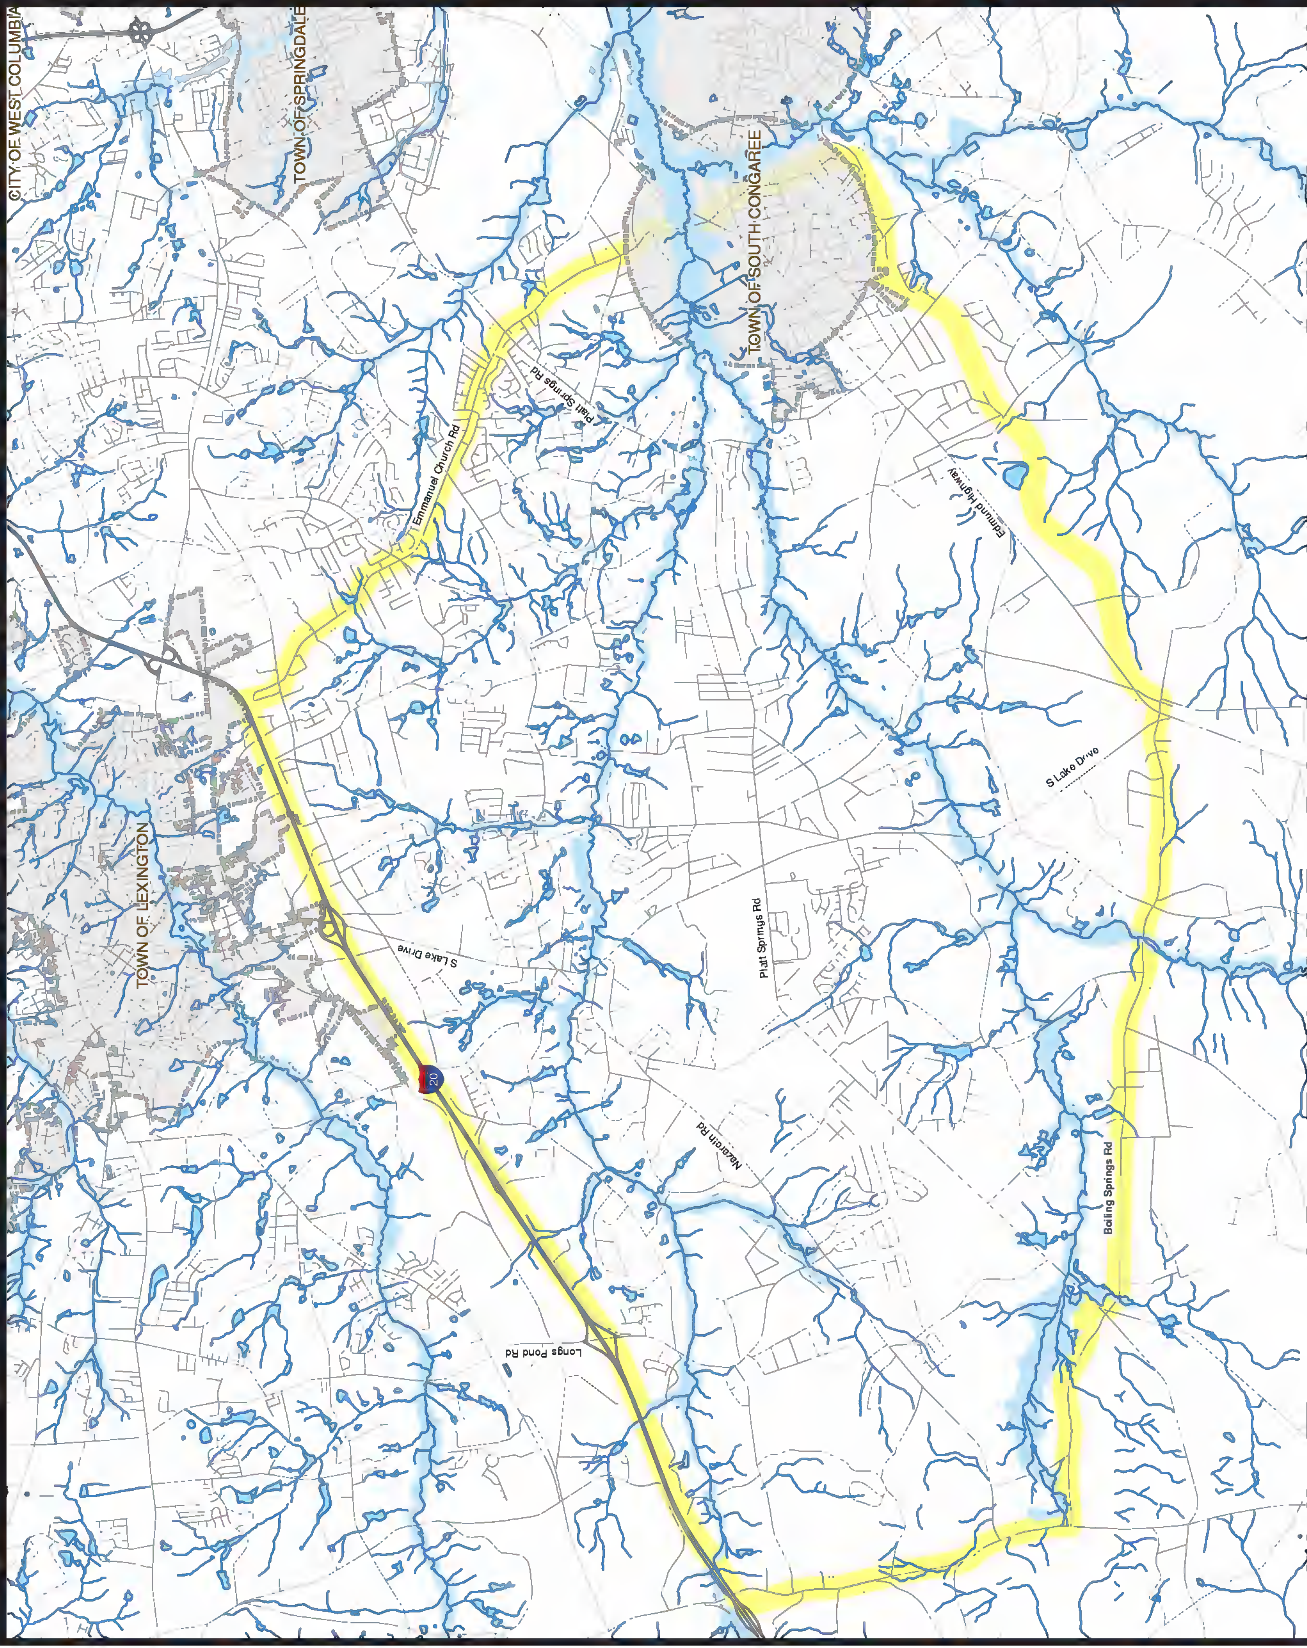 CITY OF WEST COLUMBIA
TOWN OF SPRINGDALE
TOWN OF SOUTH CONGAREE
Platt Springs Rd
Emmanuel Church Rd
Edmund Highway
S Lake Drive
TOWN OF LEXINGTON
S Lake Drive
Platt Springs Rd
20
Nazareth Rd
Boiling Springs Rd
Longs Pond Rd